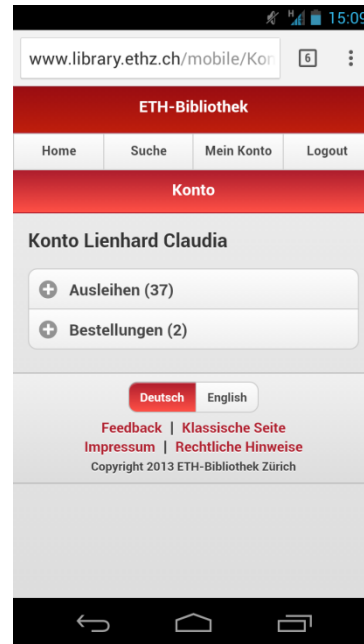 H 15:09
www.library.ethz.ch/mobile/Kon 6
ETH-Bibliothek
Home Suche Mein Konto Logout
Konto
Konto Lienhard Claudia
Ausleihen (37)
Bestellungen (2)
Deutsch English
Feedback | Klassische Seite
Impressum | Rechtliche Hinweise
Copyright 2013 ETH-Bibliothek Zürich